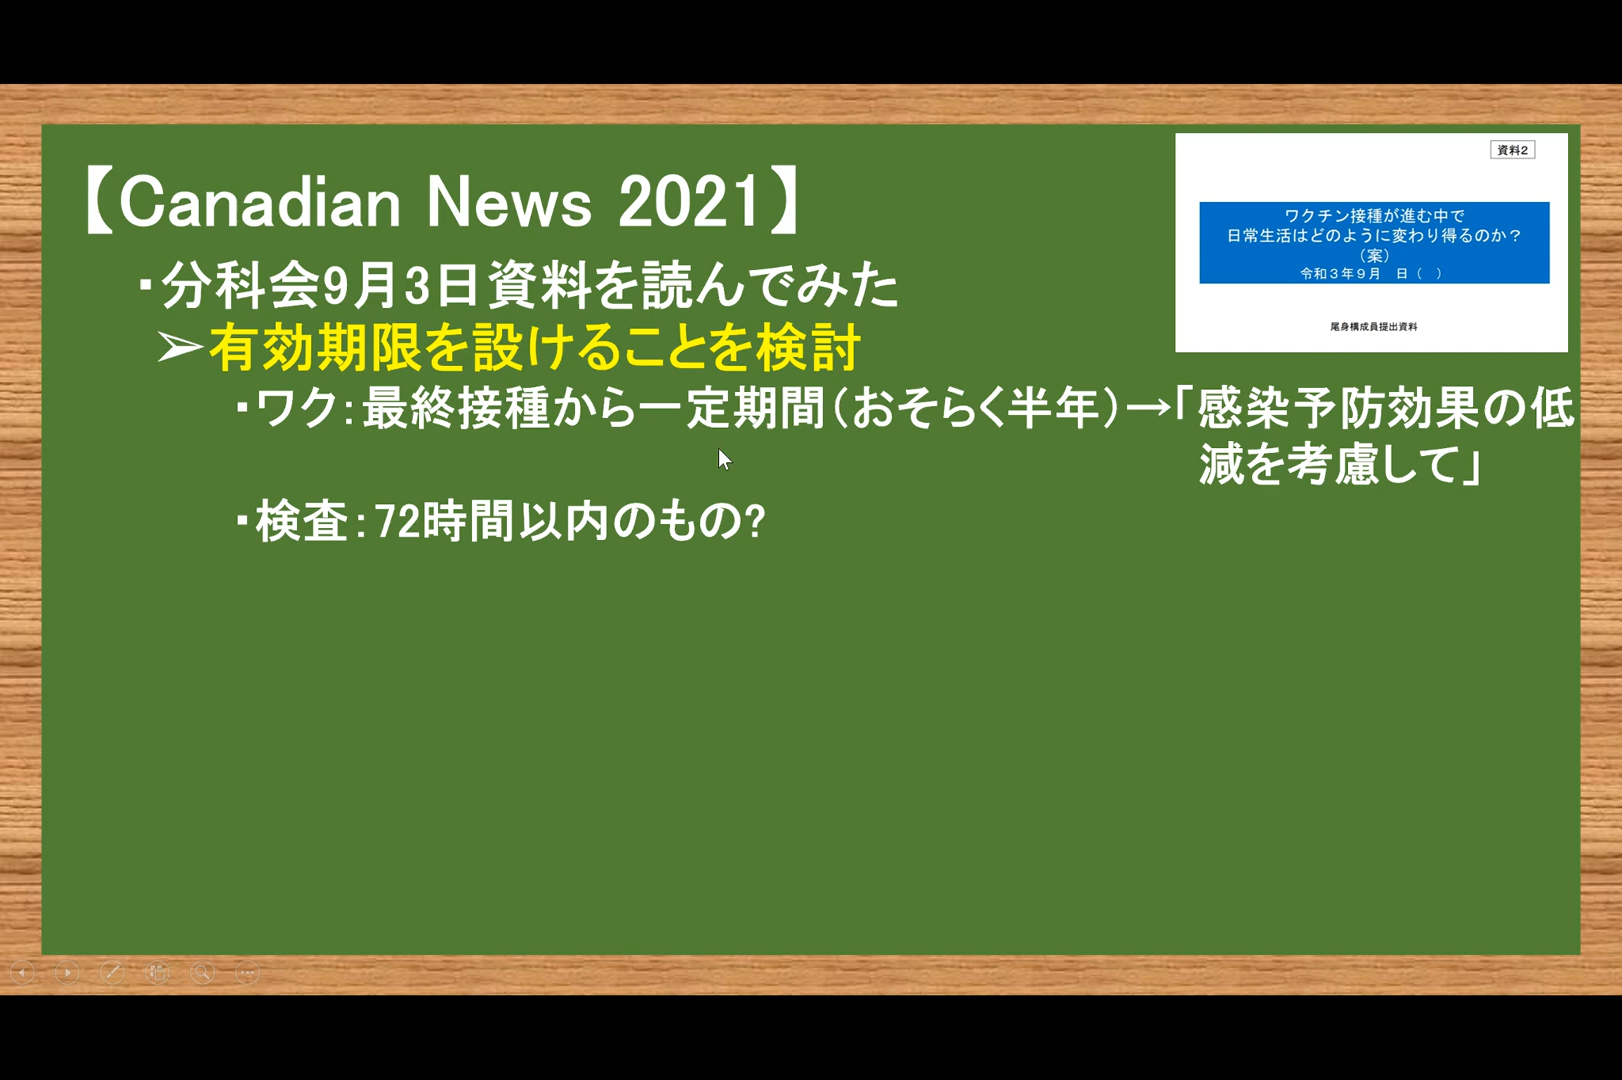 【Canadian News 2021】
・分科会9月3日資料を読んでみた
➢有効期限を設けることを検討
・ワク：最終接種から一定期間（おそらく半年）→「感染予防効果の低
減を考慮して」
・検査：72時間以内のもの？
資料2
ワクチン接種が進む中で
日常生活はどのように変わり得るのか？
（案）
令和３年９月　日（　）
尾身構成員提出資料